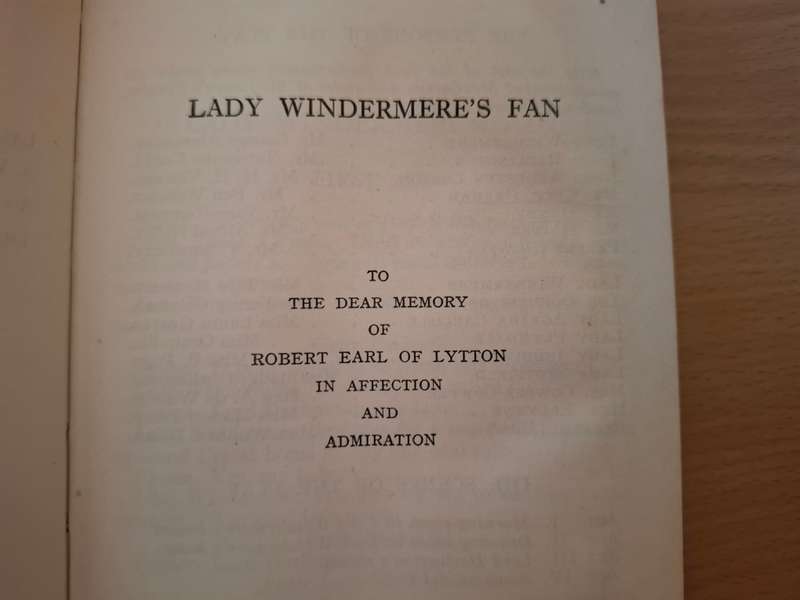 LADY WINDERMERE'S FAN
TO
THE DEAR MEMORY
OF
ROBERT EARL OF LYTTON
IN AFFECTION
AND
ADMIRATION